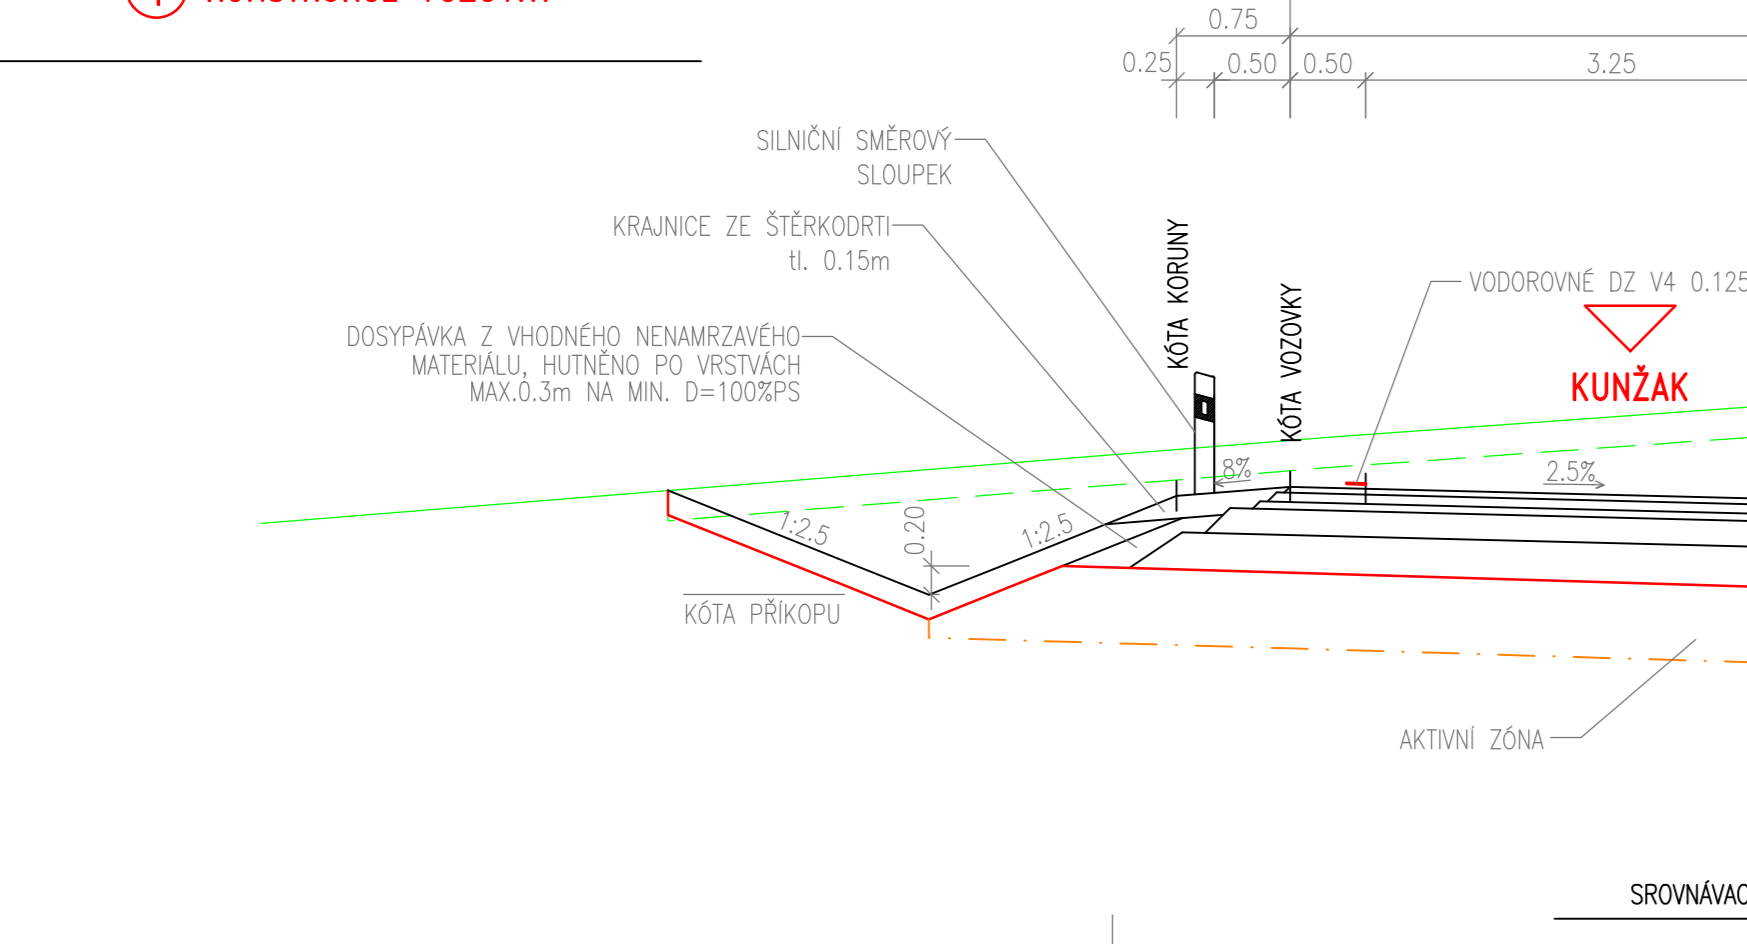 0.75
0.25 0.50 0.50 3.25
SILNIČNÍ SMĚROVÝ
SLOUPEK
KRAJNICE ZE ŠTĚRKODRTI
tl. 0.15m
DOSYPÁVKA Z VHODNÉHO NENAMRZAVÉHO
MATERIÁLU, HUTNĚNO PO VRSTVÁCH
MAX.0.3m NA MIN. D=100%PS
KÓTA KORUNY
KÓTA VOZOVKY
VODOROVNÉ DZ V4 0.125
KUNŽAK
8%
2.5%
1:2.5
0.20
1:2.5
KÓTA PŘÍKOPU
AKTIVNÍ ZÓNA